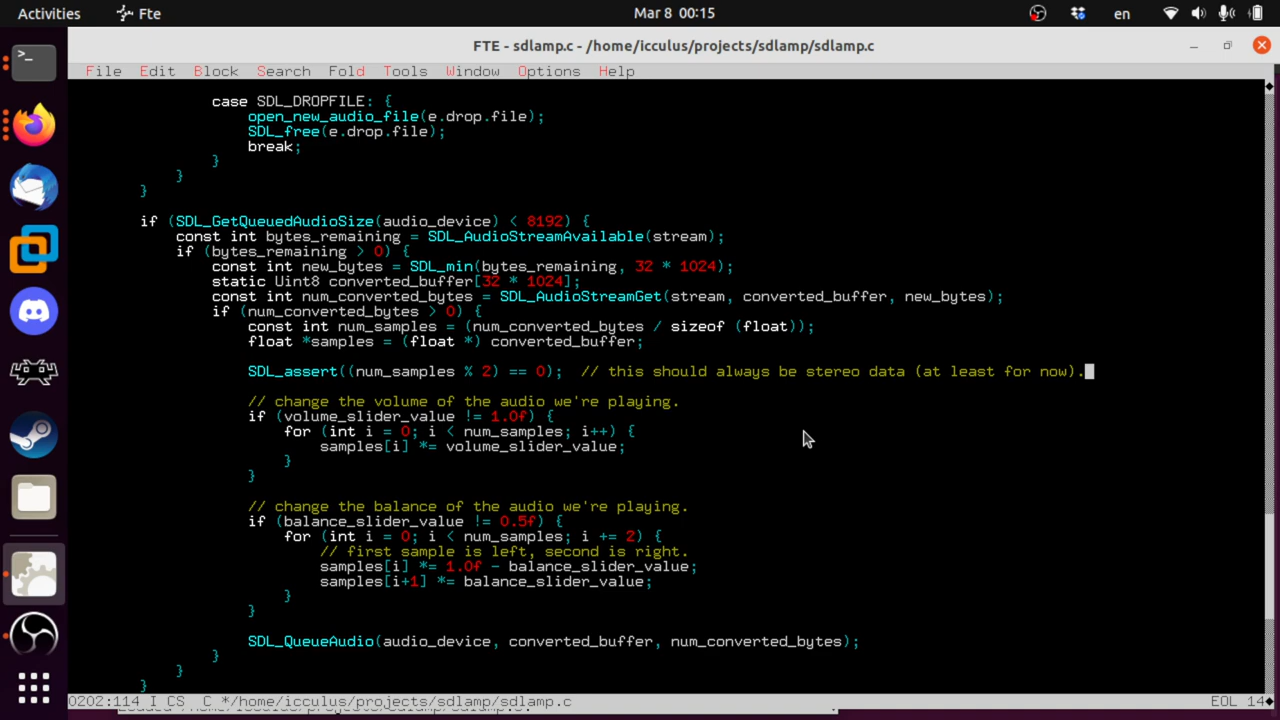 Activities
Fte
Mar 8 00:15
en
FTE - sdlamp.c - /home/icculus/projects/sdlamp/sdlamp.c
File Edit Block Search Fold Tools Window Options Help
case SDL_DROPFILE: {
open_new_audio_file(e.drop.file);
SDL_free(e.drop.file);
break;
}
}
}
if (SDL_GetQueuedAudioSize(audio_device) < 8192) {
const int bytes_remaining = SDL_AudioStreamAvailable(stream);
if (bytes_remaining > 0) {
const int new_bytes = SDL_min(bytes_remaining, 32 * 1024);
static Uint8 converted_buffer[32 * 1024];
const int num_converted_bytes = SDL_AudioStreamGet(stream, converted_buffer, new_bytes);
if (num_converted_bytes > 0) {
const int num_samples = (num_converted_bytes / sizeof (float));
float *samples = (float *) converted_buffer;
SDL_assert((num_samples % 2) == 0);  // this should always be stereo data (at least for now).
// change the volume of the audio we're playing.
if (volume_slider_value != 1.0f) {
for (int i = 0; i < num_samples; i++) {
samples[i] *= volume_slider_value;
}
}
// change the balance of the audio we're playing.
if (balance_slider_value != 0.5f) {
for (int i = 0; i < num_samples; i += 2) {
// first sample is left, second is right.
samples[i] *= 1.0f - balance_slider_value;
samples[i+1] *= balance_slider_value;
}
}
SDL_QueueAudio(audio_device, converted_buffer, num_converted_bytes);
}
}
}
0202:114 I CS  C */home/icculus/projects/sdlamp/sdlamp.c
EOL 14